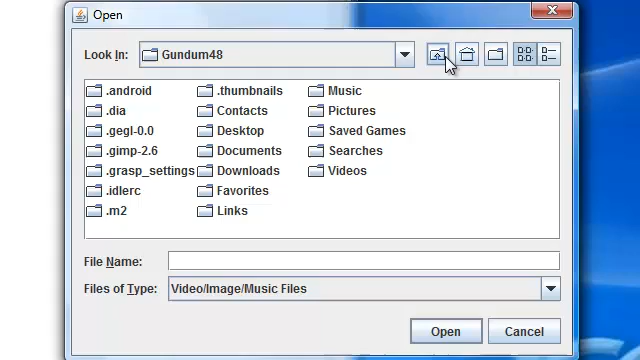 Open
Look In: Gundum48
.android
.dia
.gegl-0.0
.gimp-2.6
.grasp_settings
.idlerc
.m2
.thumbnails
Contacts
Desktop
Documents
Downloads
Favorites
Links
Music
Pictures
Saved Games
Searches
Videos
File Name:
Files of Type: Video/Image/Music Files
Open Cancel